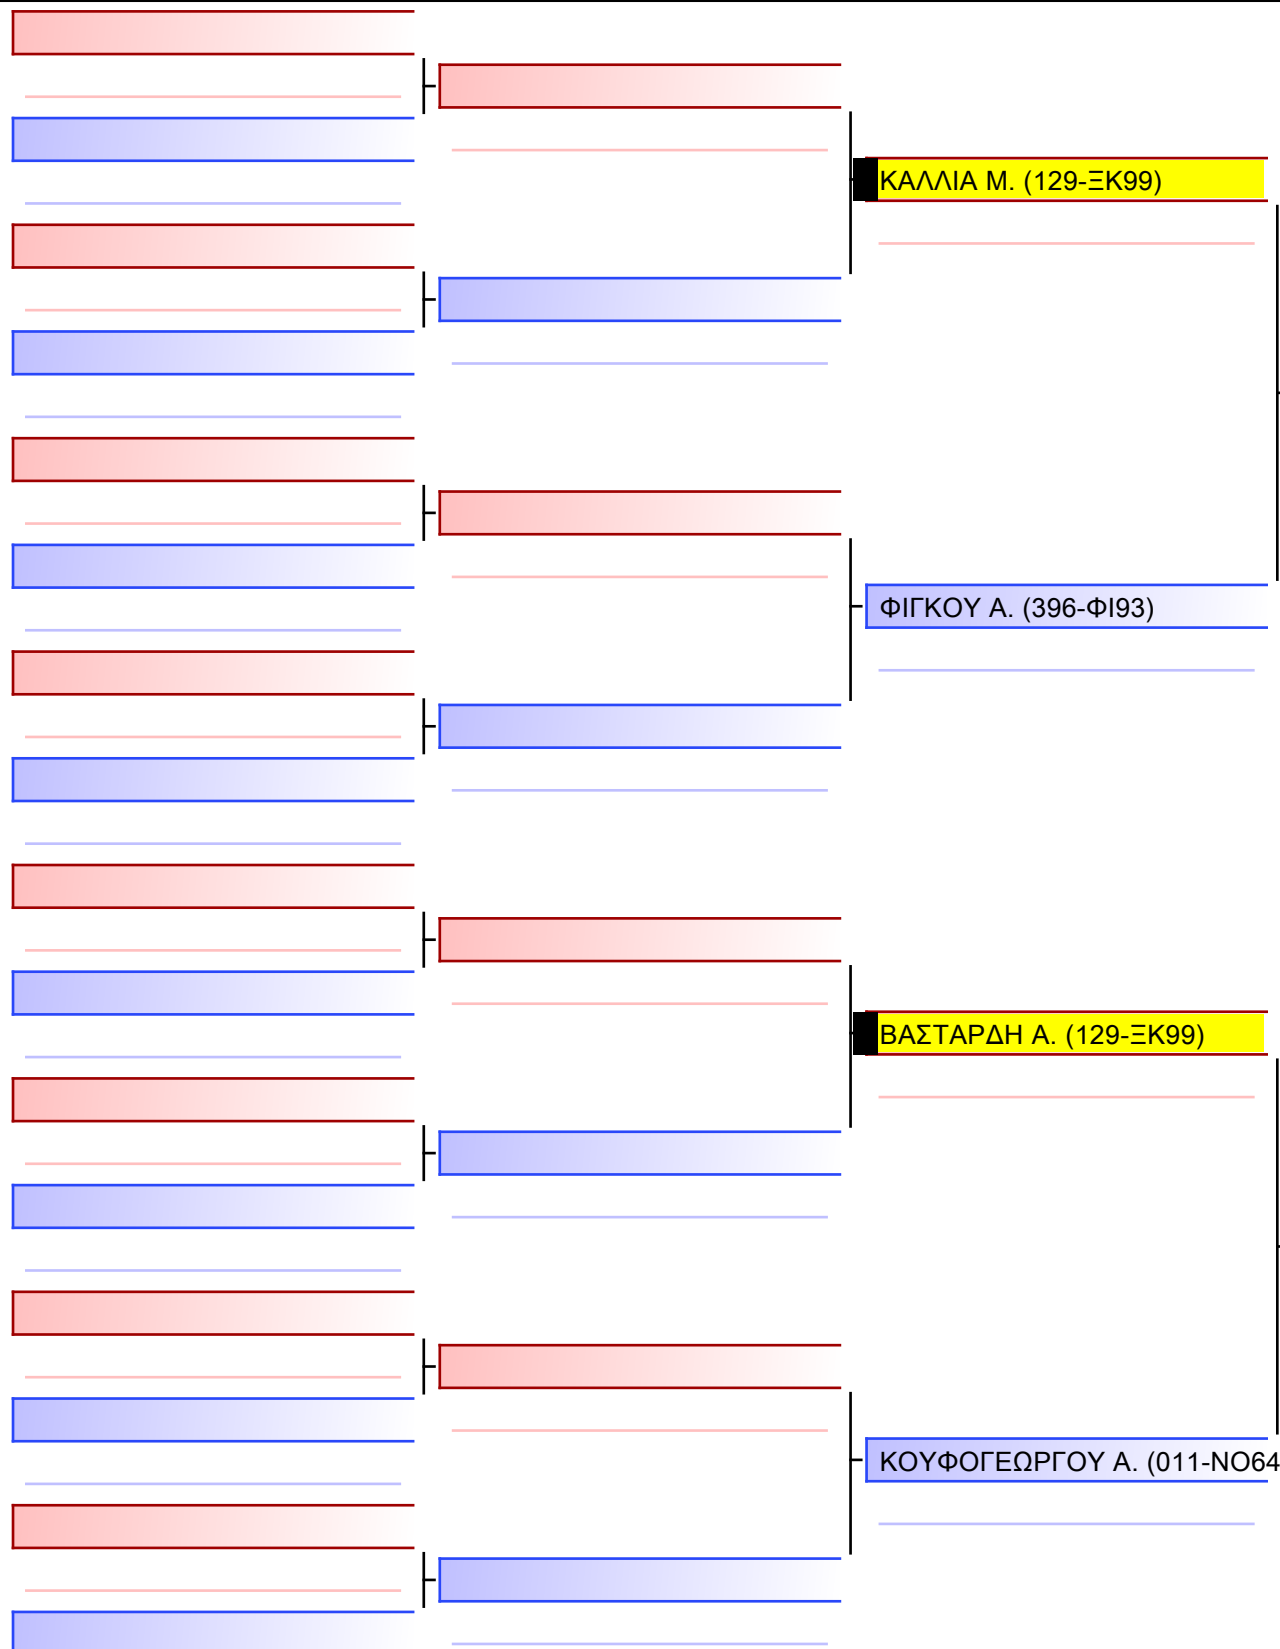 ΚΑΛΛΙΑ Μ. (129-ΞΚ99)
ΦΙΓΚΟΥ Α. (396-ΦΙ93)
ΒΑΣΤΑΡΔΗ Α. (129-ΞΚ99)
ΚΟΥΦΟΓΕΩΡΓΟΥ Α. (011-ΝΟ64